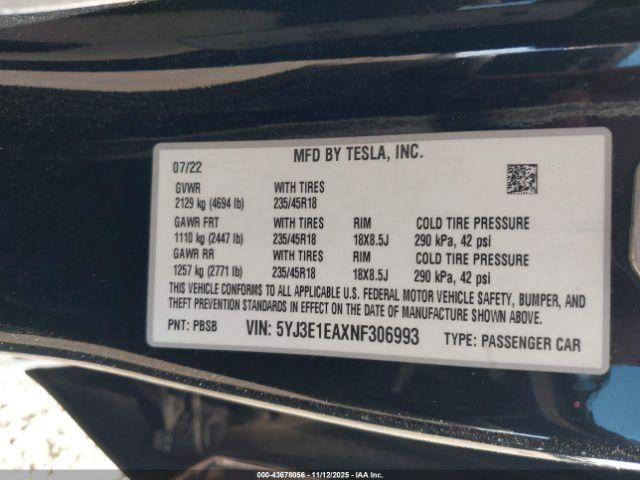 MFD BY TESLA, INC.
07/22
GVWR WITH TIRES
2129 kg (4694 lb) 235/45R18
GAWR FRT WITH TIRES RIM COLD TIRE PRESSURE
1110 kg (2447 lb) 235/45R18 18X8.5J 290 kPa, 42 psi
GAWR RR WITH TIRES RIM COLD TIRE PRESSURE
1257 kg (2771 lb) 235/45R18 18X8.5J 290 kPa, 42 psi
THIS VEHICLE CONFORMS TO ALL APPLICABLE U.S. FEDERAL MOTOR VEHICLE SAFETY, BUMPER, AND
THEFT PREVENTION STANDARDS IN EFFECT ON THE DATE OF MANUFACTURE SHOWN ABOVE.
PNT: PBSB VIN: 5YJ3E1EAXNF306993 TYPE: PASSENGER CAR
000-43678056 - 11/12/2025 - IAAI.COM